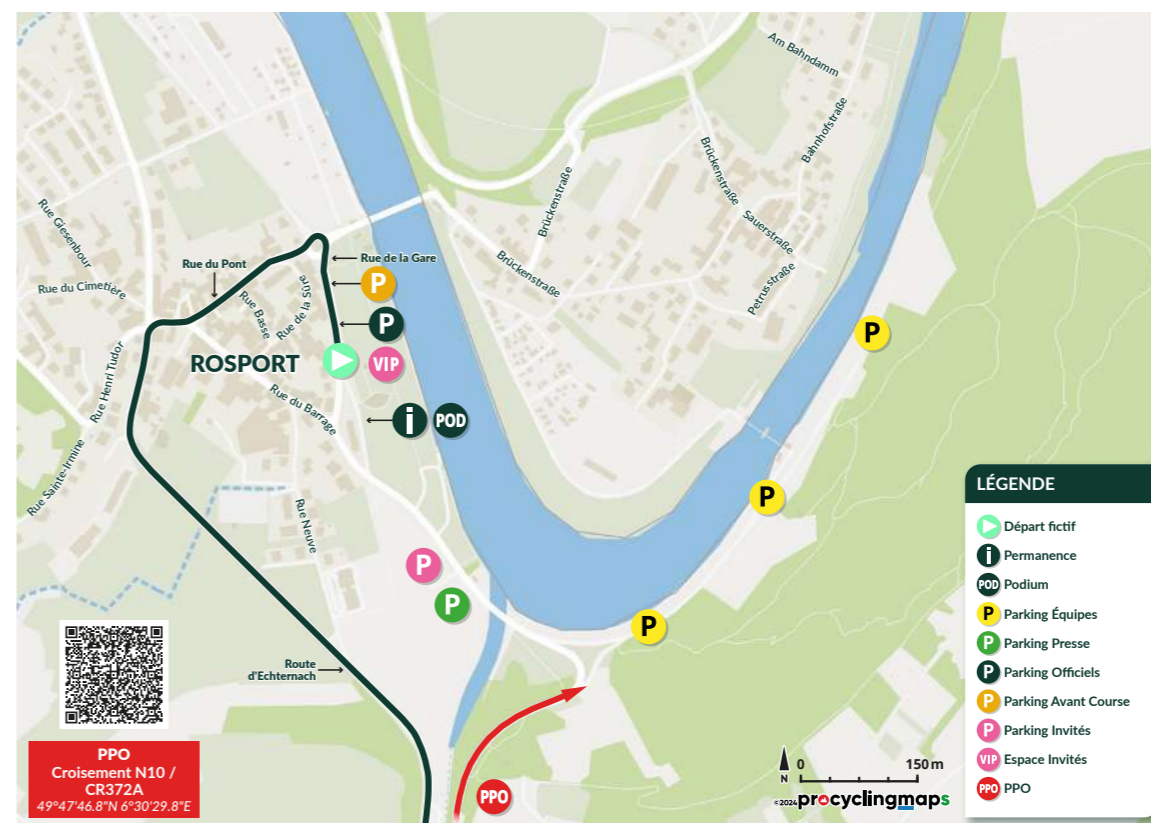 Am Bahndamm
Bahnhofstraße
Brückenstraße
Brückenstraße
Sauerstraße
Petrusstraße
Brückenstraße
Rue Giesenbour
Rue du Cimetière
Rue du Pont
Rue de la Gare
P
Rue Basse
Rue de la Sûre
P
P
ROSPORT
VIP
Rue Henri Tudor
Rue du Barrage
i
POD
Rue Sainte-Irmine
Rue Neuve
P
P
P
P
Route
d'Echternach
PPO
PPO
Croisement N10 /
CR372A
49°47'46.8"N 6°30'29.8"E
N
0 150 m
©2024 procyclingmaps
LÉGENDE
Départ fictif
i Permanence
POD Podium
P Parking Équipes
P Parking Presse
P Parking Officiels
P Parking Avant Course
P Parking Invités
VIP Espace Invités
PPO PPO